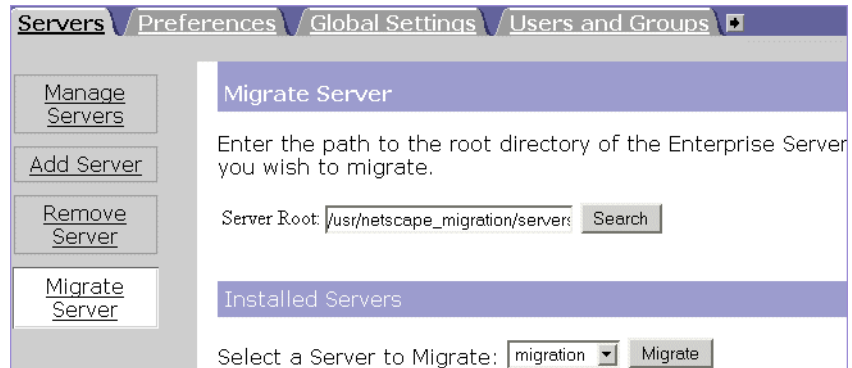 Servers Preferences Global Settings Users and Groups
Manage
Servers
Add Server
Remove
Server
Migrate
Server
Migrate Server
Enter the path to the root directory of the Enterprise Server
you wish to migrate.
Server Root: /usr/netscape_migration/servers Search
Installed Servers
Select a Server to Migrate: migration Migrate